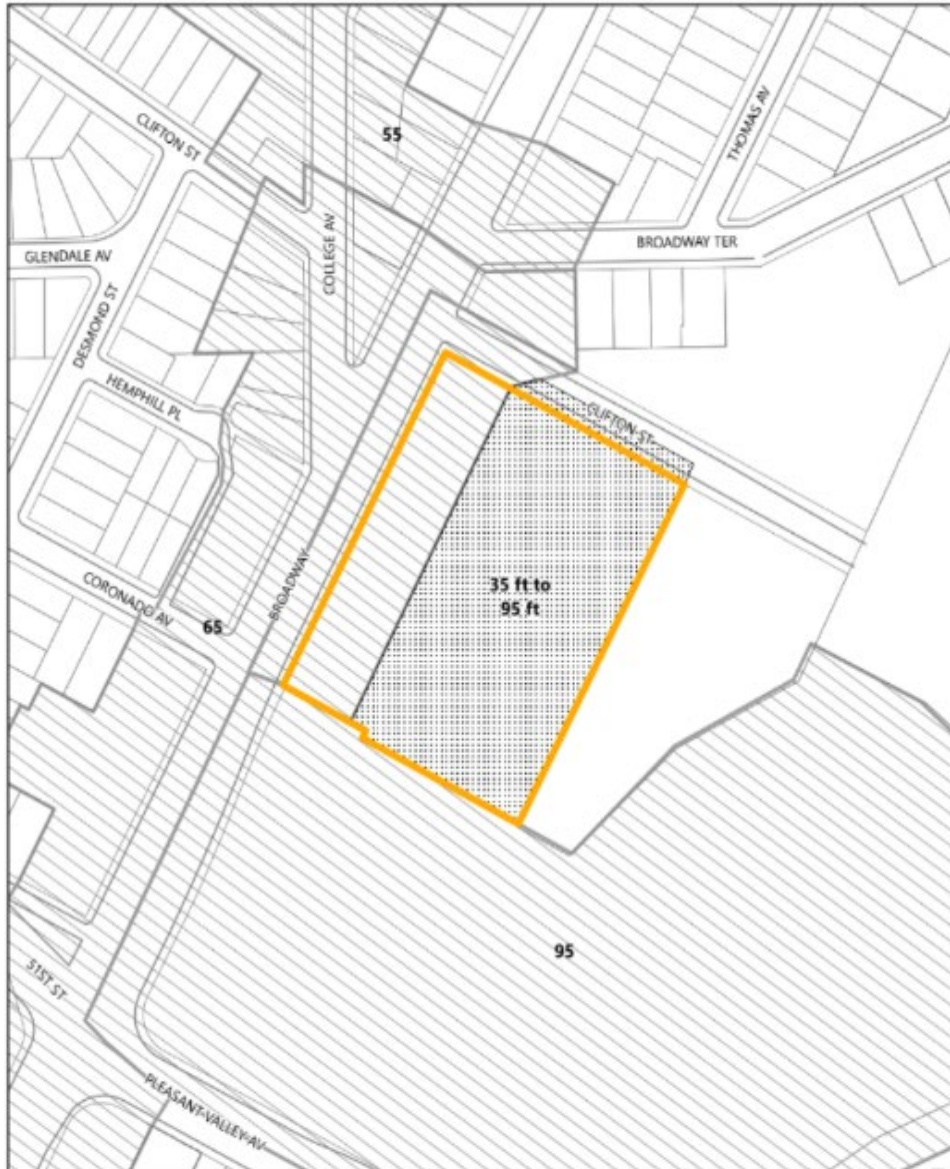 CLIFTON ST
55
THOMAS AV
COLLEGE AV
BROADWAY TER
GLENDALE AV
DESMOND ST
HEMPHILL PL
CLIFTON ST
35 ft to
95 ft
BROADWAY
CORONADO AV
65
95
51ST ST
PLEASANT VALLEY AV